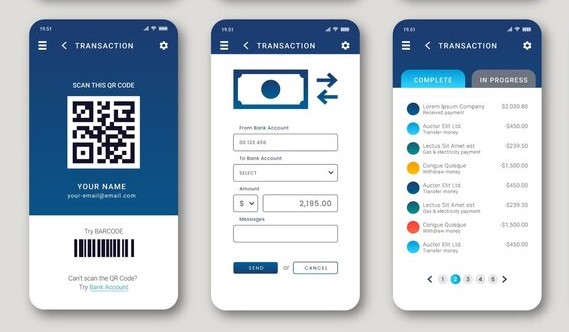 19.51
TRANSACTION
SCAN THIS QR CODE
YOUR NAME
your-email@email.com
Try BARCODE
Can't scan the QR Code?
Try Bank Account
19.51
TRANSACTION
From Bank Account
00 123 456
To Bank Account
SELECT
Amount
$ 2,195.00
Messages
SEND or CANCEL
19.51
TRANSACTION
COMPLETE IN PROGRESS
Lorem Ipsum Company $2,030.80
Received payment
Auctor Elit Ltd. -$450.00
Transfer money
Lectus Sit Amest -$239.50
Gas & electricity payment
Congue Quisque -$1,500.00
Withdraw money
Auctor Elit Ltd. -$450.00
Transfer money
Lectus Sit Amet est -$239.50
Gas & electricity payment
Congue Quisque -$1,500.00
Withdraw money
Auctor Elit Ltd. -$450.00
Transfer money
1 2 3 4 5